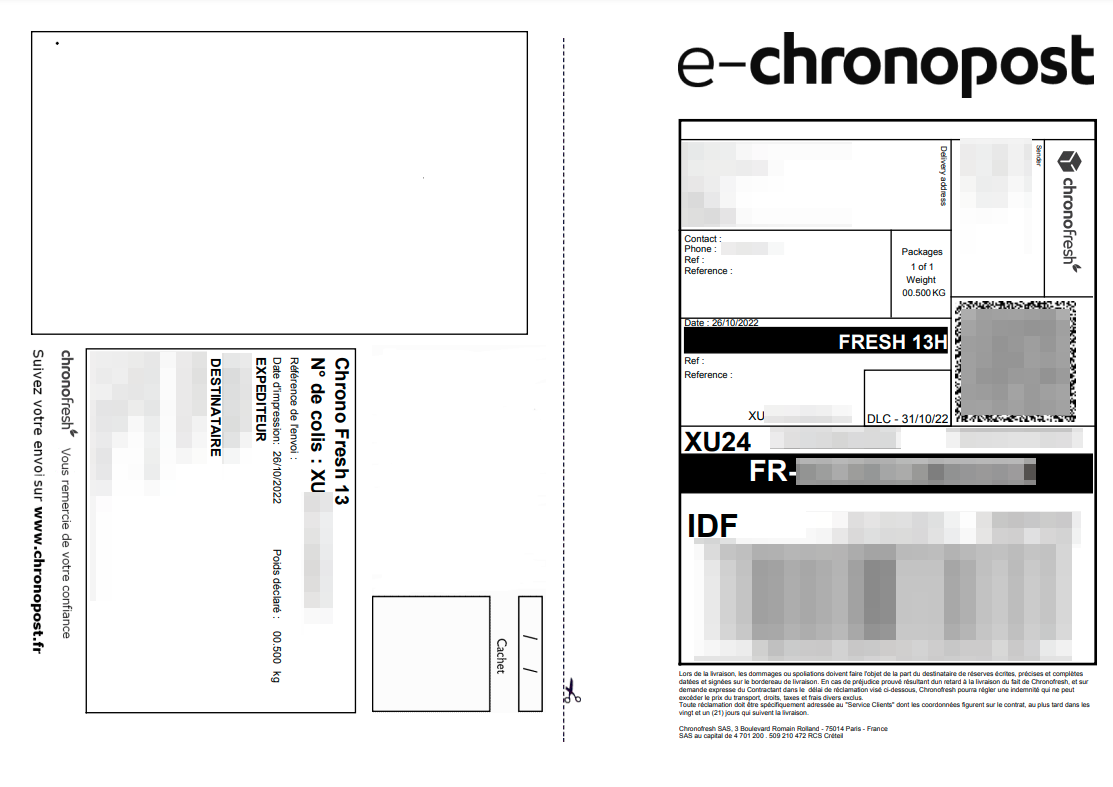 e-chronopost
Delivery address
Sender
chronofresh
Contact :
Phone :
Ref :
Reference :
Packages
1 of 1
Weight
00.500 KG
Date : 26/10/2022
FRESH 13H
Ref :
Reference :
XU
DLC - 31/10/22
XU24
FR-
IDF
Lors de la livraison, les dommages ou spoliations doivent faire l'objet de la part du destinataire de réserves écrites, précises et complètes
datées et signées sur le bordereau de livraison. En cas de préjudice prouvé résultant dun retard à la livraison du fait de Chronofresh, et sur
demande expresse du Contractant dans le délai de réclamation visé ci-dessous, Chronofresh pourra régler une indemnité qui ne peut
excéder le prix du transport, droits, taxes et frais divers exclus.
Toute réclamation doit être spécifiquement adressée au "Service Clients" dont les coordonnées figurent sur le contrat, au plus tard dans les
vingt et un (21) jours qui suivent la livraison.
Chronofresh SAS, 3 Boulevard Romain Rolland - 75014 Paris - France
SAS au capital de 4 701 200 . 509 210 472 RCS Créteil
Chrono Fresh 13
N° de colis : XU
Référence de l'envoi :
Date d'impression: 26/10/2022 Poids déclaré : 00.500 kg
EXPEDITEUR
DESTINATAIRE
chronofresh Vous remercie de votre confiance
Suivez votre envoi sur www.chronopost.fr
/ /
Cachet